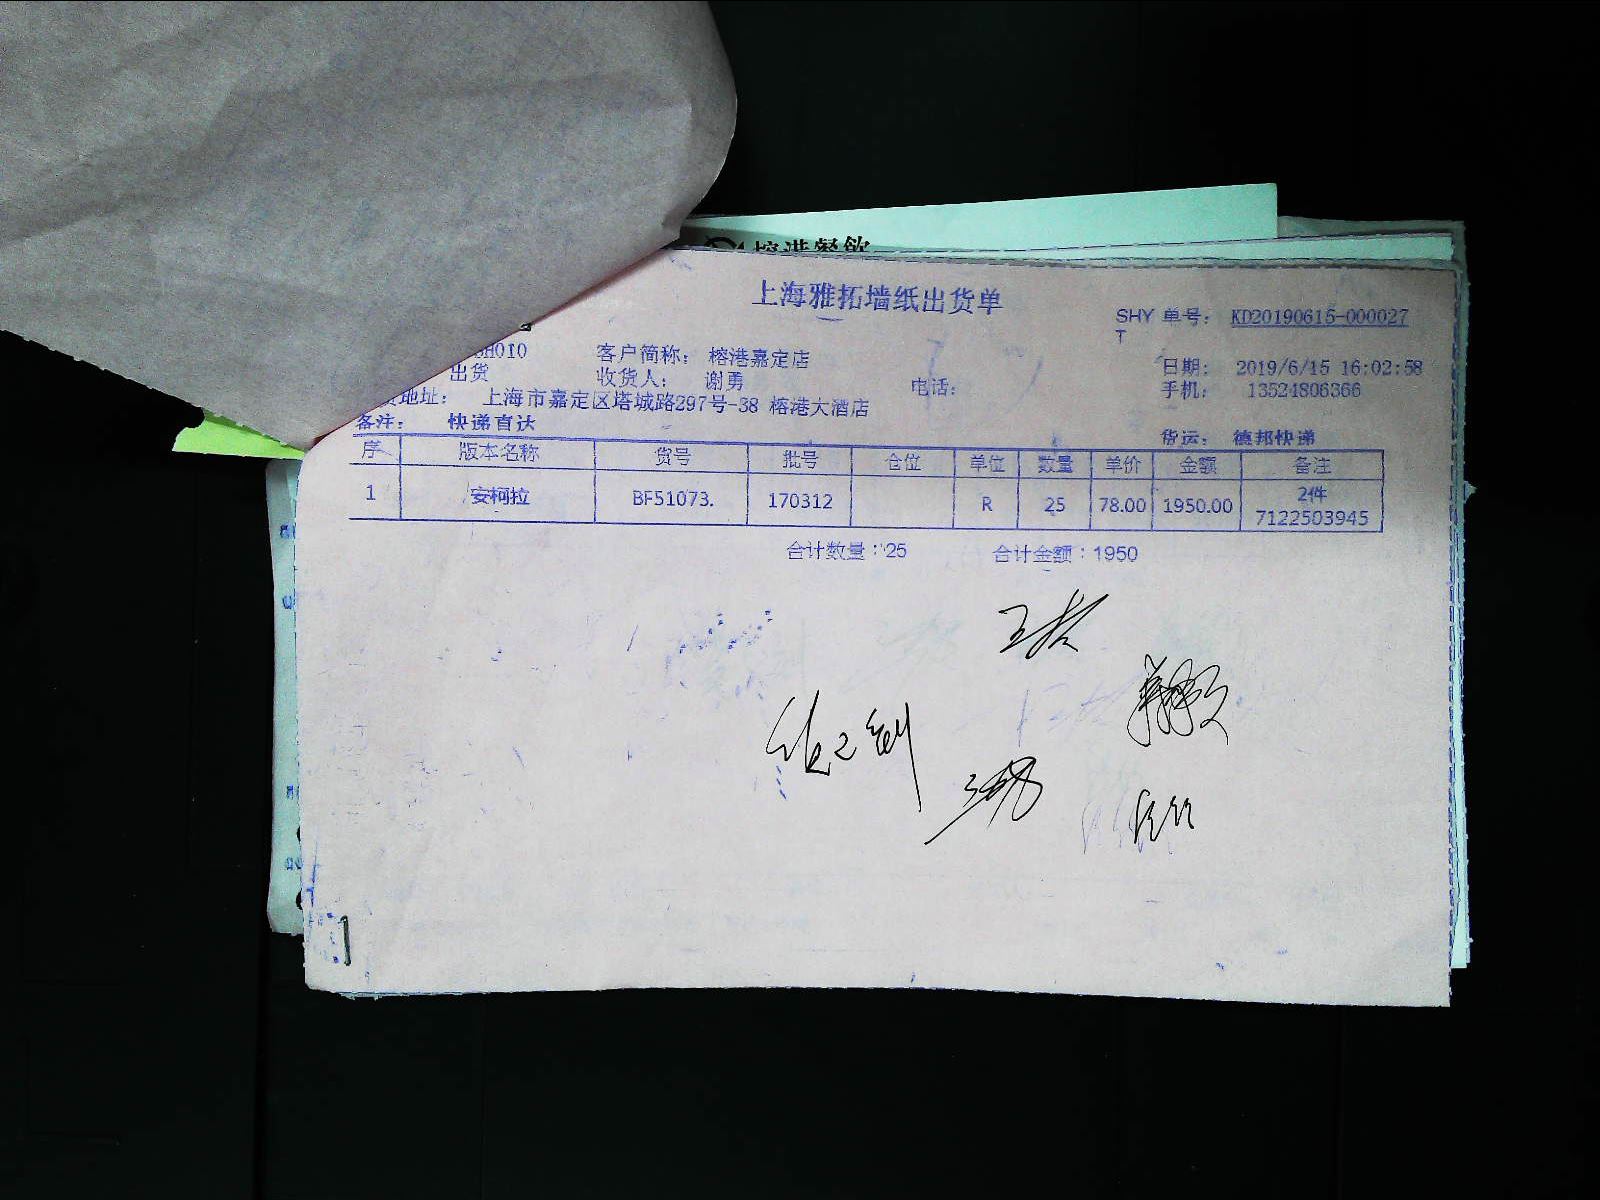 榕港餐飲
上海雅拓墙纸出货单
SHYT 单号: KD20190615-000027
H010 客户简称: 榕港嘉定店 日期: 2019/6/15 16:02:58
出货 收货人: 谢勇 电话: 手机: 13524806366
地址: 上海市嘉定区塔城路297号-38 榕港大酒店
备注: 快递直达 货运: 德邦快递
序 版本名称 货号 批号 仓位 单位 数量 单价 金额 备注
1 安柯拉 BF51073. 170312 R 25 78.00 1950.00 2件 7122503945
合计数量:25 合计金额:1950